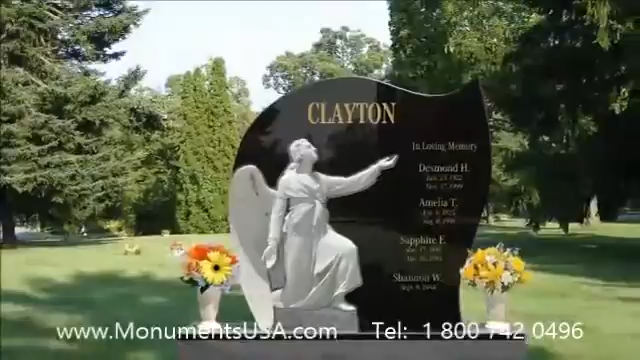 CLAYTON
In Loving Memory
Desmond H.
Amelia T.
Sapphire E.
Shannon W.
www.MonumentsUSA.com Tel: 1 800 742 0496